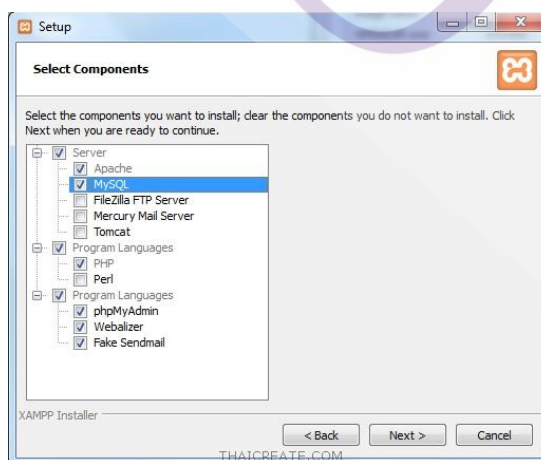 Setup
Select Components
Select the components you want to install; clear the components you do not want to install. Click
Next when you are ready to continue.
Server
Apache
MySQL
FileZilla FTP Server
Mercury Mail Server
Tomcat
Program Languages
PHP
Perl
Program Languages
phpMyAdmin
Webalizer
Fake Sendmail
XAMPP Installer
< Back Next > Cancel
THAICREATE.COM